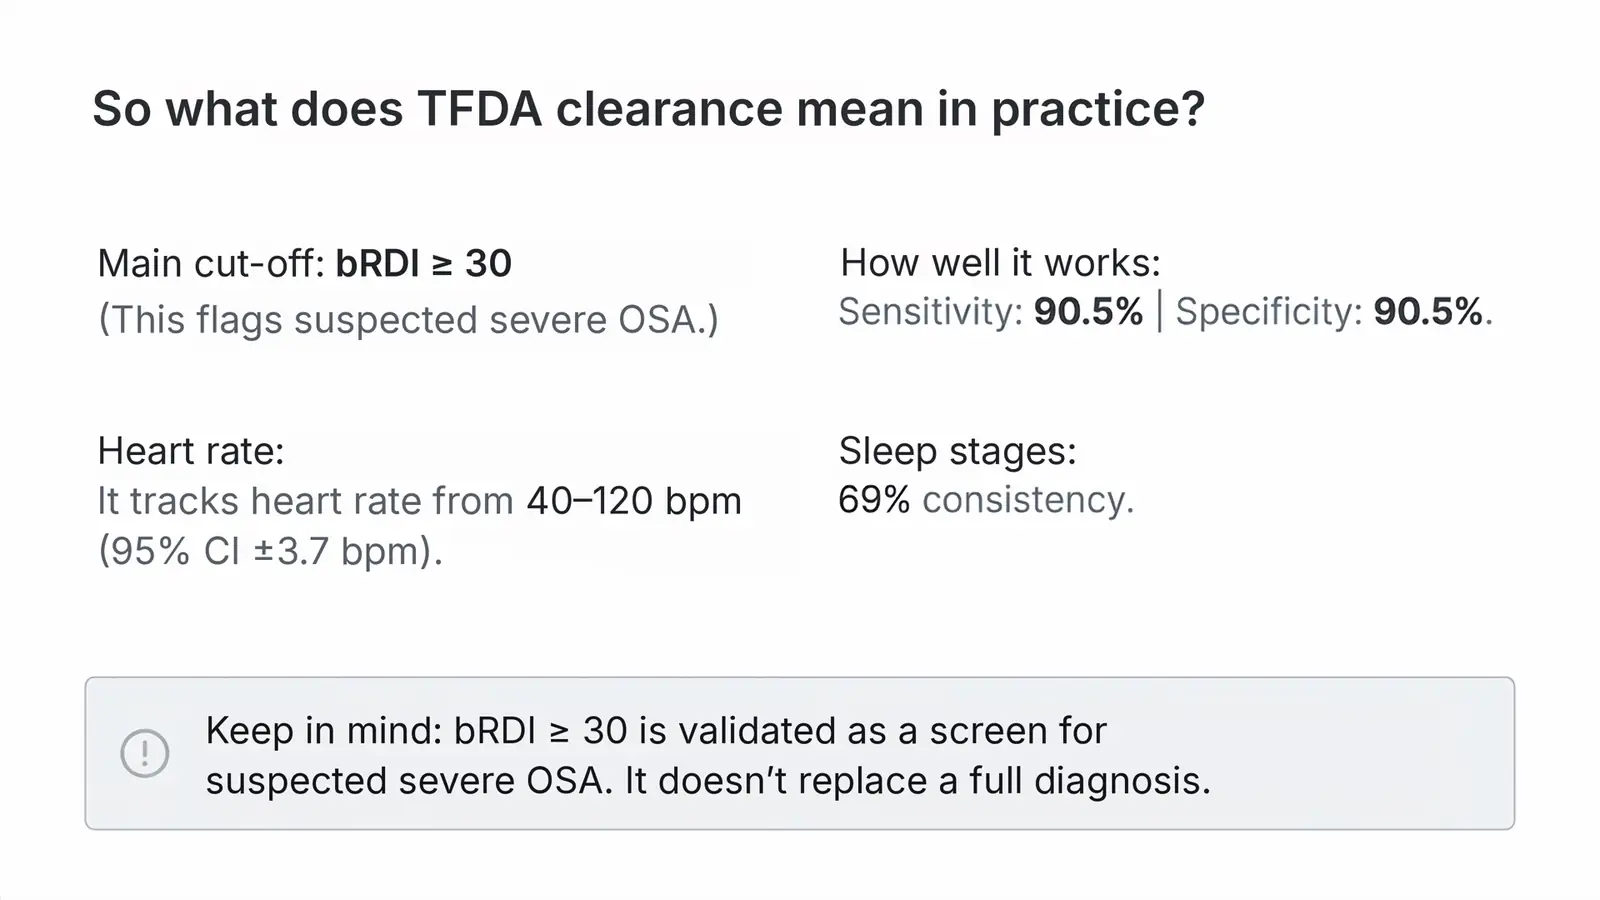 So what does TFDA clearance mean in practice?
Main cut-off: bRDI ≥ 30
(This flags suspected severe OSA.)
How well it works:
Sensitivity: 90.5% | Specificity: 90.5%.
Heart rate:
It tracks heart rate from 40–120 bpm
(95% CI ±3.7 bpm).
Sleep stages:
69% consistency.
Keep in mind: bRDI ≥ 30 is validated as a screen for
suspected severe OSA. It doesn’t replace a full diagnosis.